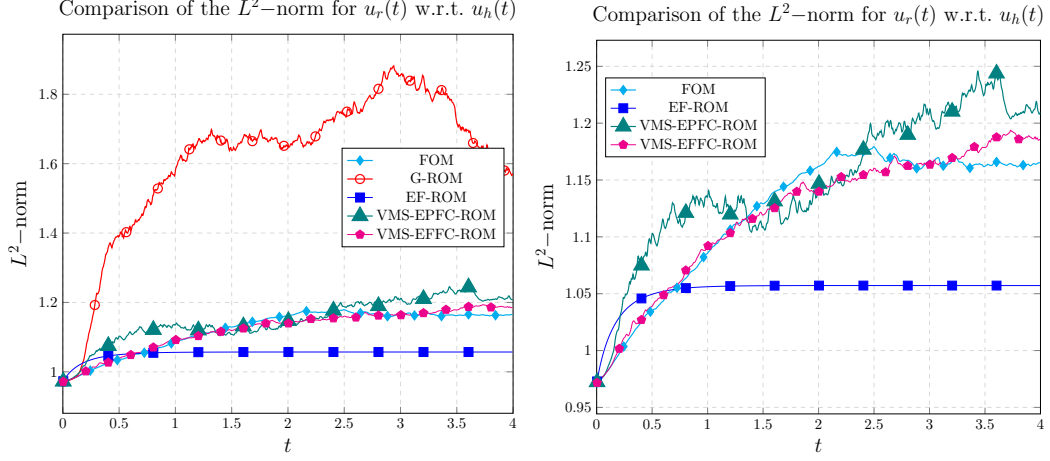 Comparison of the L²−norm for u_r(t) w.r.t. u_h(t)
L²−norm
1.8
1.6
1.4
1.2
1
FOM
G-ROM
EF-ROM
VMS-EPFC-ROM
VMS-EFFC-ROM
0 0.5 1 1.5 2 2.5 3 3.5 4
t
Comparison of the L²−norm for u_r(t) w.r.t. u_h(t)
L²−norm
1.25
1.2
1.15
1.1
1.05
1
0.95
FOM
EF-ROM
VMS-EPFC-ROM
VMS-EFFC-ROM
0 0.5 1 1.5 2 2.5 3 3.5 4
t